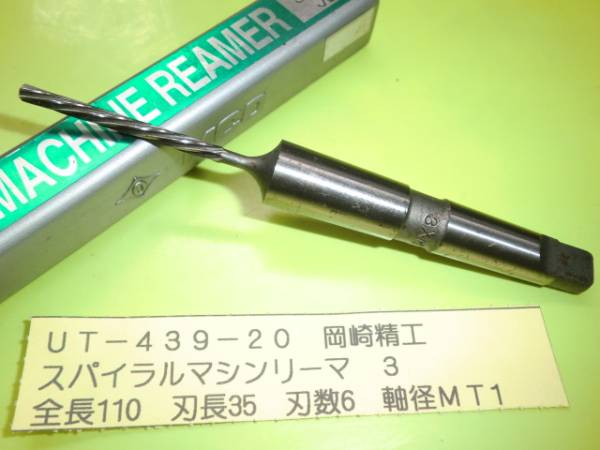 MACHINE REAMER
ＵＴ－４３９－２０　岡崎精工
スパイラルマシンリーマ　３
全長110　刃長35　刃数6　軸径ＭＴ１